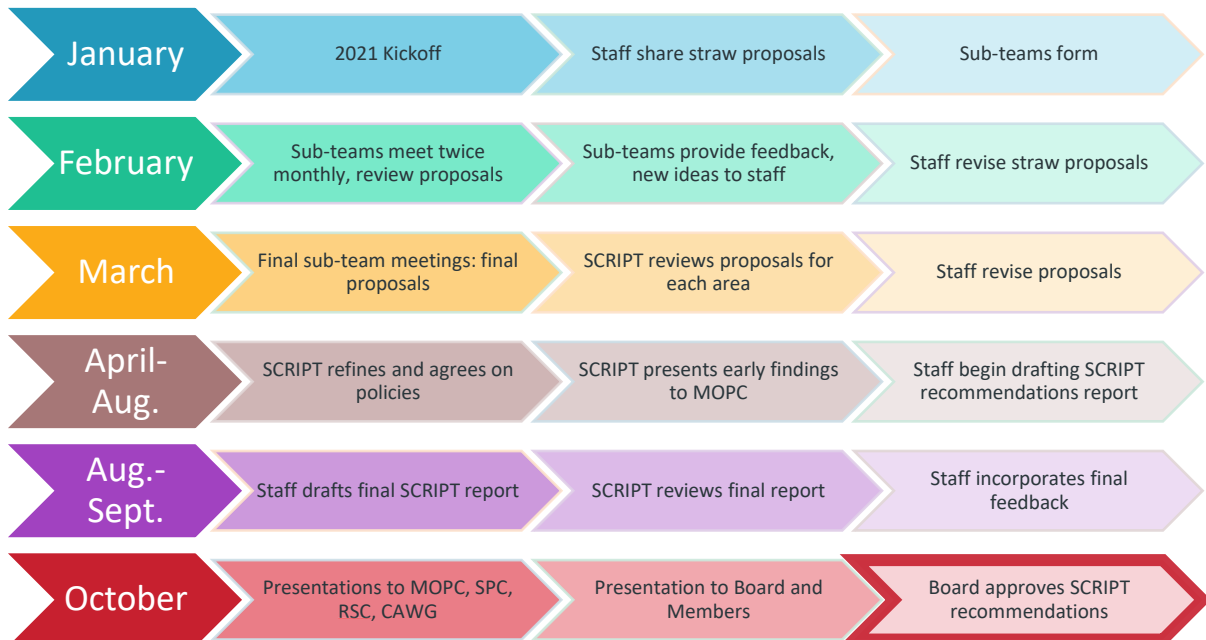 January
2021 Kickoff
Staff share straw proposals
Sub-teams form
February
Sub-teams meet twice
monthly, review proposals
Sub-teams provide feedback,
new ideas to staff
Staff revise straw proposals
March
Final sub-team meetings: final
proposals
SCRIPT reviews proposals for
each area
Staff revise proposals
April-
Aug.
SCRIPT refines and agrees on
policies
SCRIPT presents early findings
to MOPC
Staff begin drafting SCRIPT
recommendations report
Aug.-
Sept.
Staff drafts final SCRIPT report
SCRIPT reviews final report
Staff incorporates final
feedback
October
Presentations to MOPC, SPC,
RSC, CAWG
Presentation to Board and
Members
Board approves SCRIPT
recommendations